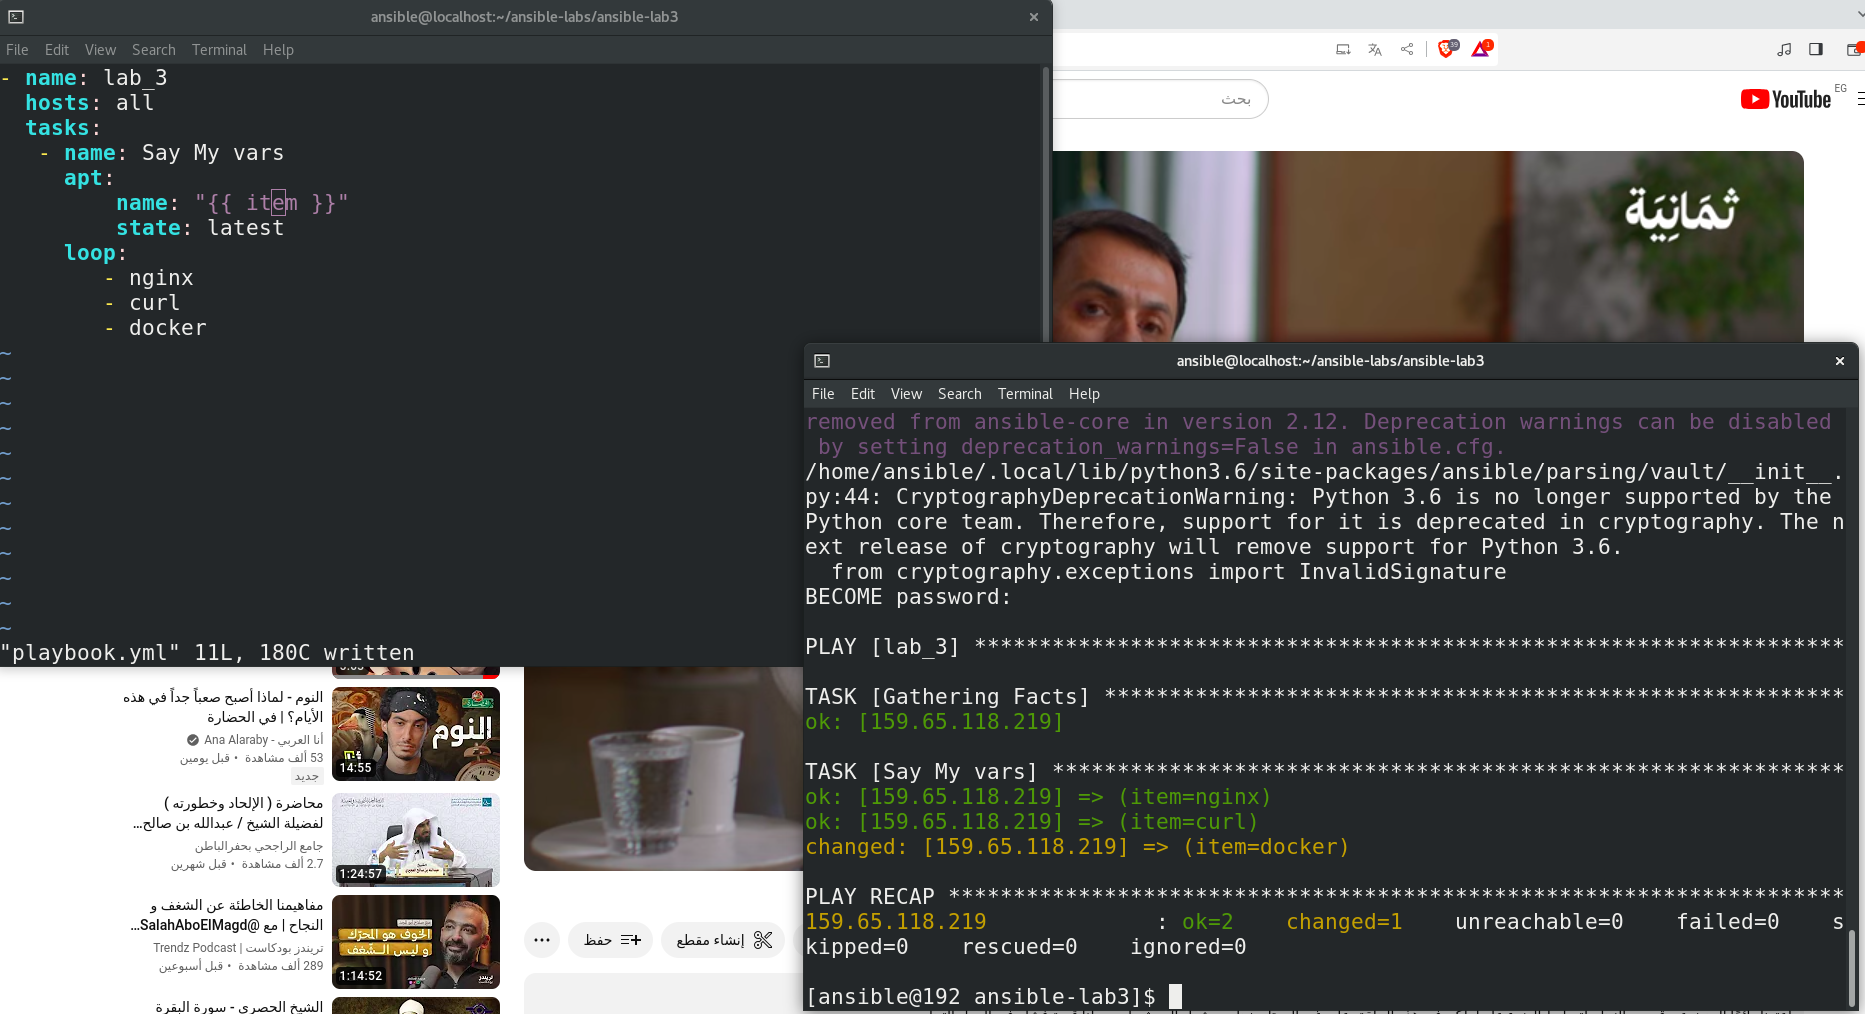 ansible@localhost:~/ansible-labs/ansible-lab3
File Edit View Search Terminal Help
- name: lab_3
hosts: all
tasks:
- name: Say My vars
apt:
name: "{{ item }}"
state: latest
loop:
- nginx
- curl
- docker
~
~
~
~
~
~
~
~
~
~
~
~
"playbook.yml" 11L, 180C written
39
1
بحث
YouTube
EG
ثمانية
ansible@localhost:~/ansible-labs/ansible-lab3
File Edit View Search Terminal Help
removed from ansible-core in version 2.12. Deprecation warnings can be disabled
by setting deprecation_warnings=False in ansible.cfg.
/home/ansible/.local/lib/python3.6/site-packages/ansible/parsing/vault/__init__.
py:44: CryptographyDeprecationWarning: Python 3.6 is no longer supported by the
Python core team. Therefore, support for it is deprecated in cryptography. The n
ext release of cryptography will remove support for Python 3.6.
from cryptography.exceptions import InvalidSignature
BECOME password:
PLAY [lab_3] *******************************************************************
TASK [Gathering Facts] *********************************************************
ok: [159.65.118.219]
TASK [Say My vars] *************************************************************
ok: [159.65.118.219] => (item=nginx)
ok: [159.65.118.219] => (item=curl)
changed: [159.65.118.219] => (item=docker)
PLAY RECAP *********************************************************************
159.65.118.219 : ok=2 changed=1 unreachable=0 failed=0 s
kipped=0 rescued=0 ignored=0
[ansible@192 ansible-lab3]$
النوم - لماذا أصبح صعباً جداً في هذه
الأيام؟ | في الحضارة
أنا العربي - Ana Alaraby
53 ألف مشاهدة • قبل يومين
جديد
النوم
14:55
محاضرة ( الإلحاد وخطورته )
لفضيلة الشيخ / عبدالله بن صالح...
جامع الراجحي بحفرالباطن
2.7 ألف مشاهدة • قبل شهرين
1:24:57
مفاهيمنا الخاطئة عن الشغف و
النجاح | مع @SalahAboElMagd...
تريندز بودكاست | Trendz Podcast
289 ألف مشاهدة • قبل أسبوعين
الخوف هو المحرك
و ليس الشغف
1:14:52
الشيخ الحصري - سورة البقرة
حفظ
إنشاء مقطع